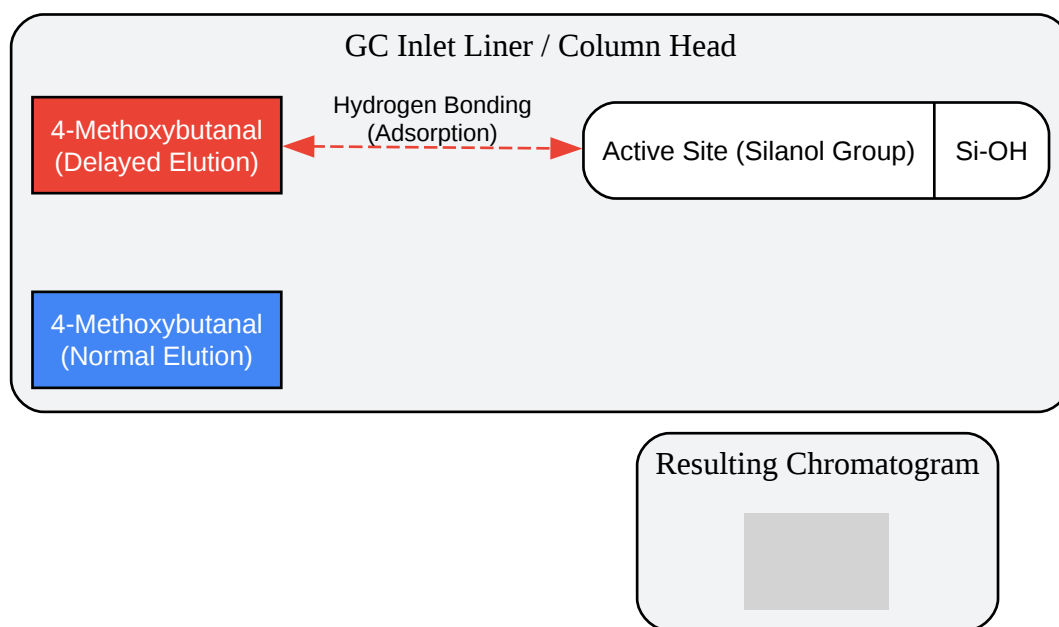 GC Inlet Liner / Column Head
4-Methoxybutanal
(Delayed Elution)
Hydrogen Bonding
(Adsorption)
Active Site (Silanol Group)
Si-OH
4-Methoxybutanal
(Normal Elution)
Resulting Chromatogram